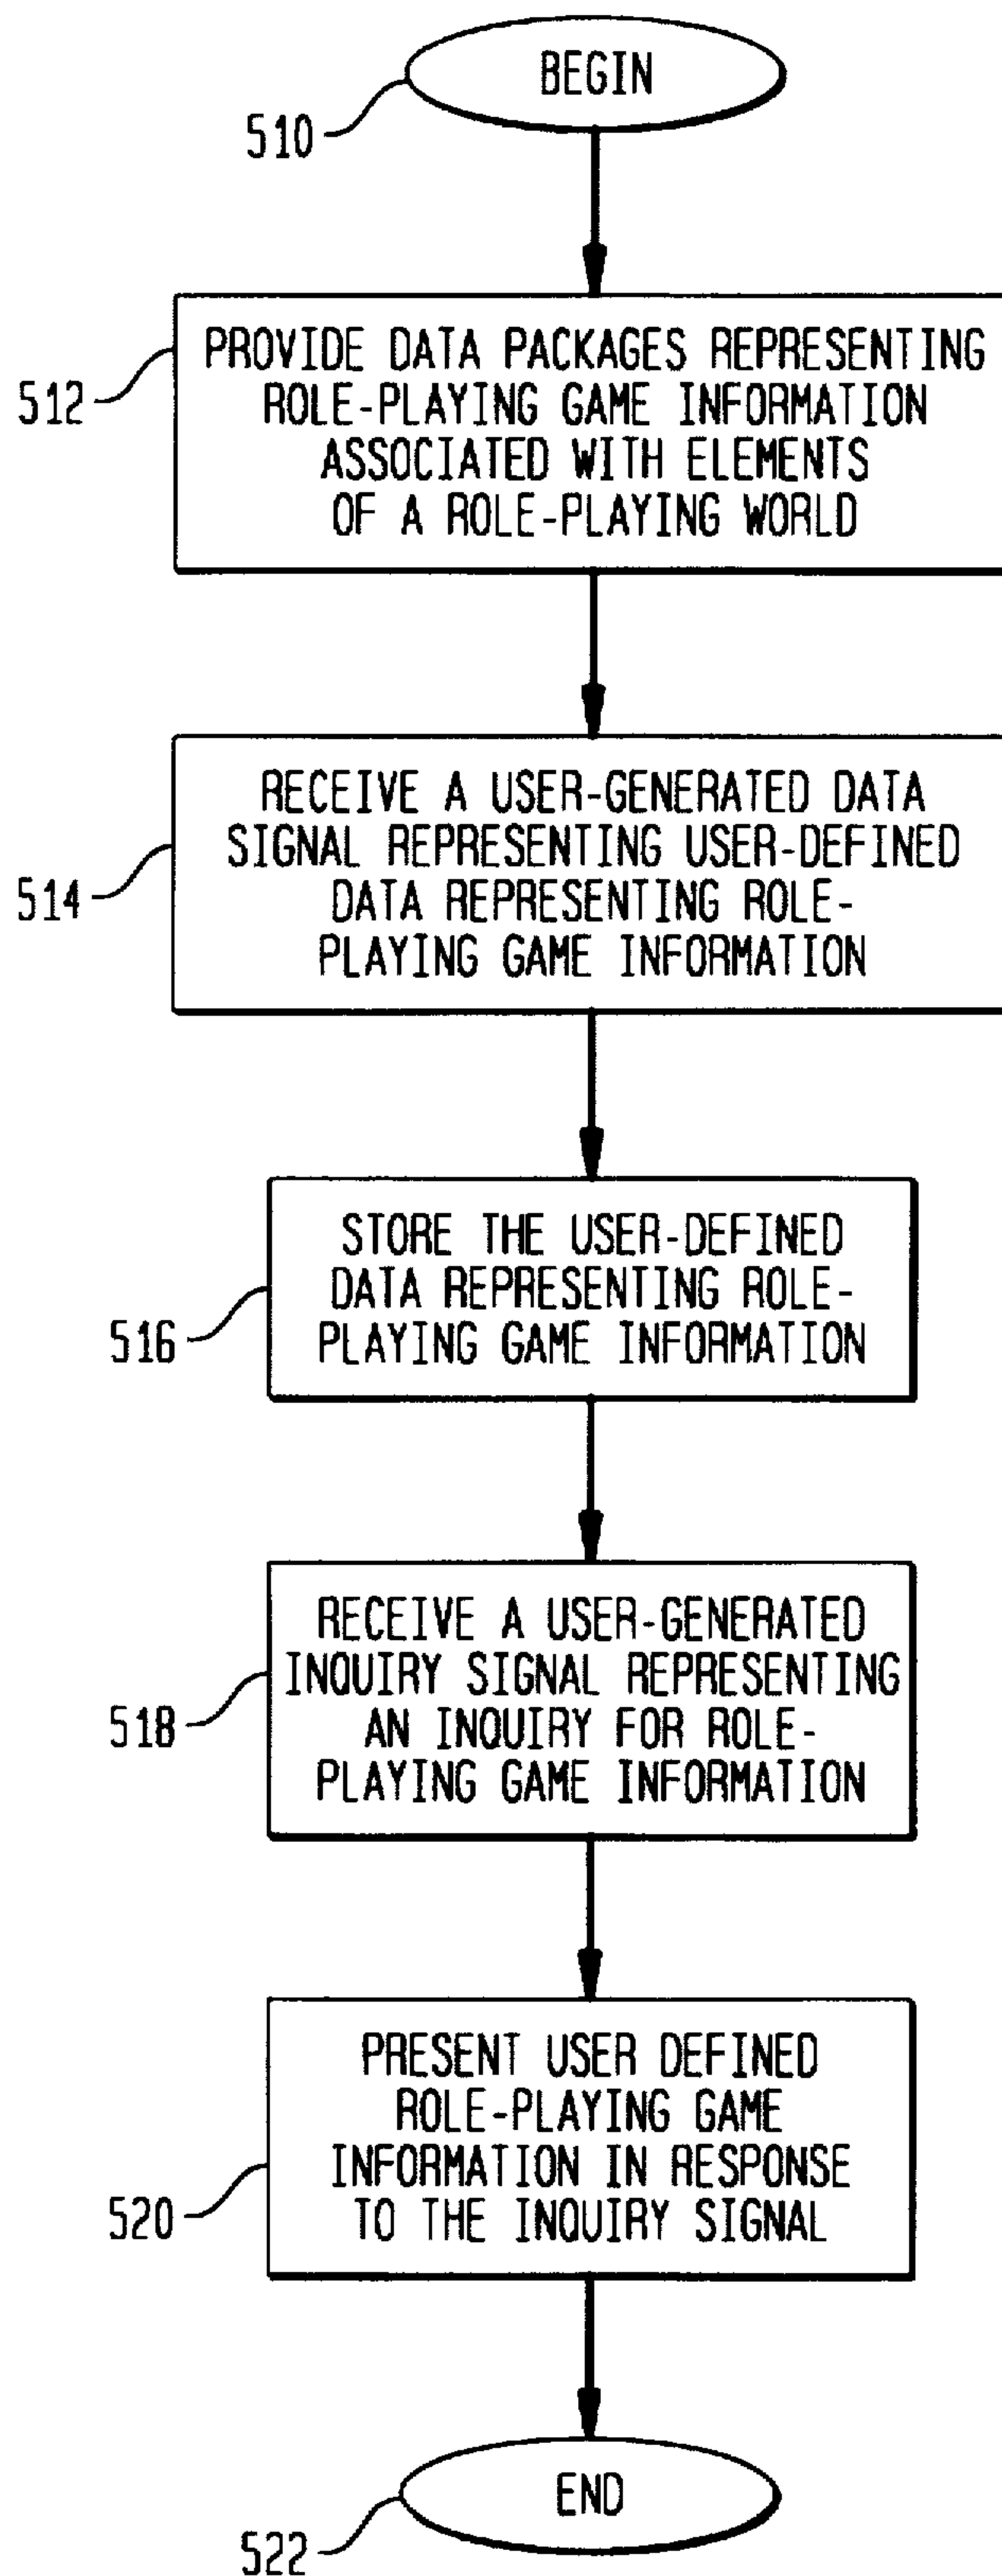 BEGIN
510
PROVIDE DATA PACKAGES REPRESENTING
ROLE-PLAYING GAME INFORMATION
ASSOCIATED WITH ELEMENTS
OF A ROLE-PLAYING WORLD
512
RECEIVE A USER-GENERATED DATA
SIGNAL REPRESENTING USER-DEFINED
DATA REPRESENTING ROLE-
PLAYING GAME INFORMATION
514
STORE THE USER-DEFINED
DATA REPRESENTING ROLE-
PLAYING GAME INFORMATION
516
RECEIVE A USER-GENERATED
INQUIRY SIGNAL REPRESENTING
AN INQUIRY FOR ROLE-
PLAYING GAME INFORMATION
518
PRESENT USER DEFINED
ROLE-PLAYING GAME
INFORMATION IN RESPONSE
TO THE INQUIRY SIGNAL
520
END
522